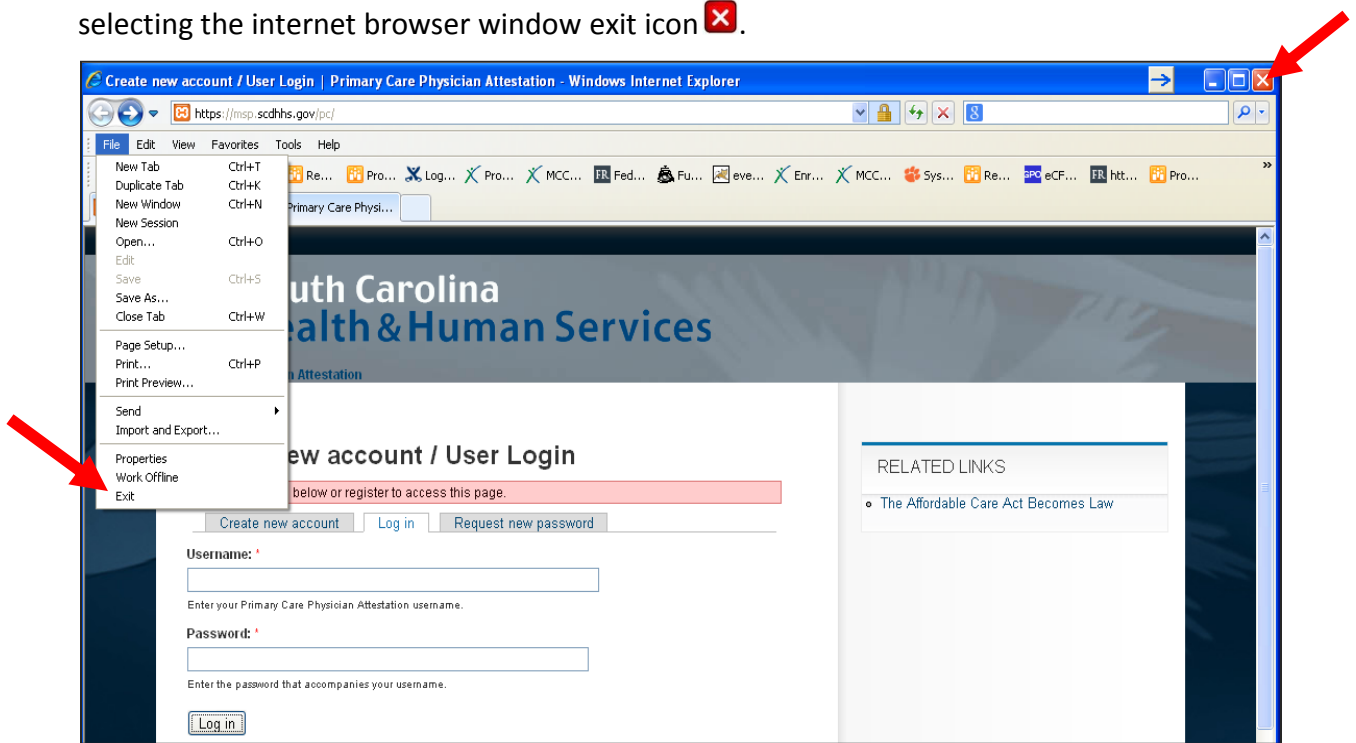 selecting the internet browser window exit icon .
Create new account / User Login | Primary Care Physician Attestation - Windows Internet Explorer
https://msp.scdhhs.gov/pc/
File Edit View Favorites Tools Help
Re... Pro... Log... Pro... MCC... FR Fed... Fu... eve... Enr... MCC... Sys... Re... GPO eCF... FR htt... Pro... »
Primary Care Physi...
New Tab Ctrl+T
Duplicate Tab Ctrl+K
New Window Ctrl+N
New Session
Open... Ctrl+O
Edit
Save Ctrl+S
Save As...
Close Tab Ctrl+W
Page Setup...
Print... Ctrl+P
Print Preview...
Send
Import and Export...
Properties
Work Offline
Exit
uth Carolina
ealth & Human Services
n Attestation
ew account / User Login
below or register to access this page.
Create new account Log in Request new password
Username: *
Enter your Primary Care Physician Attestation username.
Password: *
Enter the password that accompanies your username.
Log in
RELATED LINKS
The Affordable Care Act Becomes Law